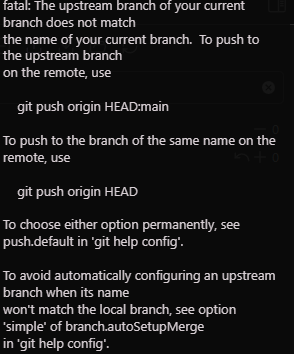 fatal: The upstream branch of your current
branch does not match
the name of your current branch.  To push to
the upstream branch
on the remote, use

    git push origin HEAD:main

To push to the branch of the same name on the
remote, use

    git push origin HEAD

To choose either option permanently, see
push.default in 'git help config'.

To avoid automatically configuring an upstream
branch when its name
won't match the local branch, see option
'simple' of branch.autoSetupMerge
in 'git help config'.